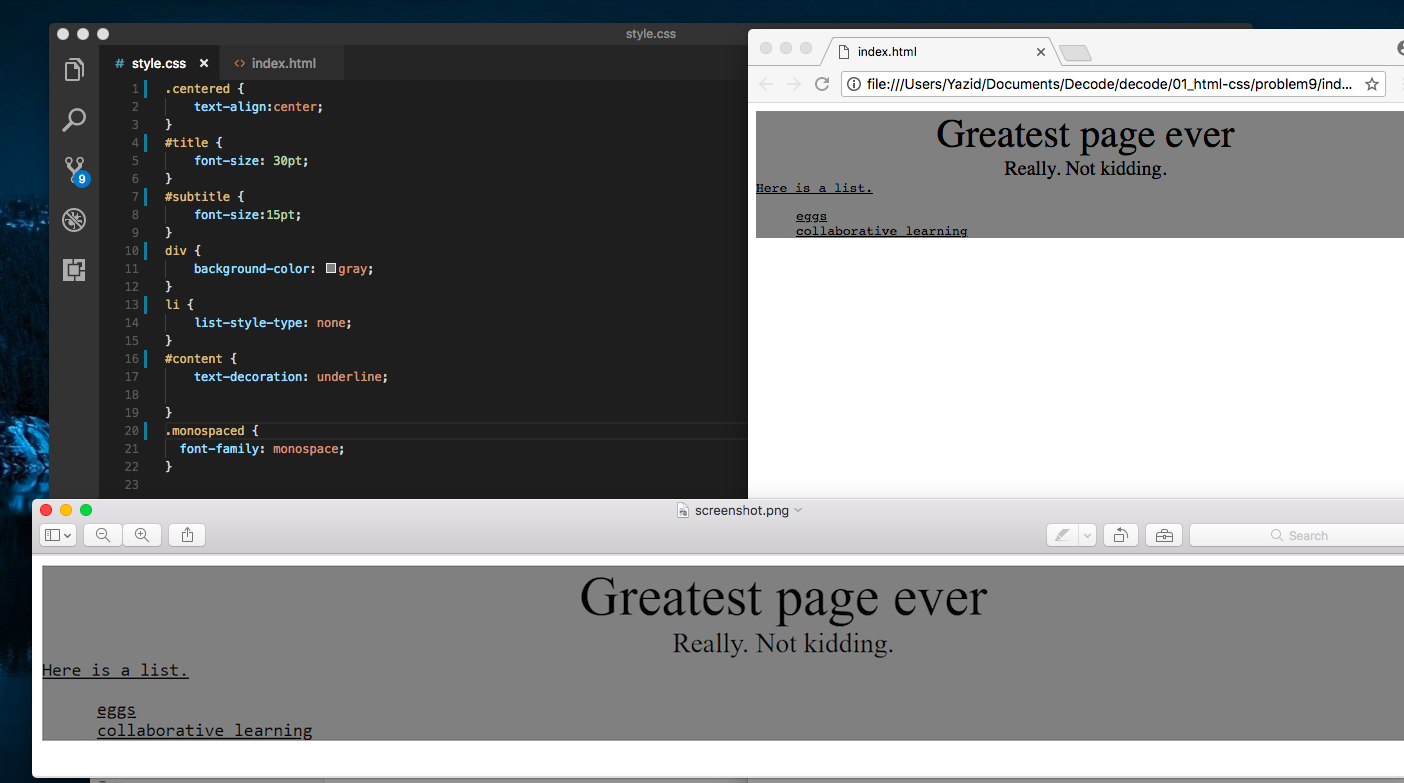 style.css
# style.css ×
<> index.html
1 .centered {
2 text-align:center;
3 }
4 #title {
5 font-size: 30pt;
6 }
7 #subtitle {
8 font-size:15pt;
9 }
10 div {
11 background-color: gray;
12 }
13 li {
14 list-style-type: none;
15 }
16 #content {
17 text-decoration: underline;
18
19 }
20 .monospaced {
21 font-family: monospace;
22 }
23
9
index.html
file:///Users/Yazid/Documents/Decode/decode/01_html-css/problem9/ind...
Greatest page ever
Really. Not kidding.
Here is a list.
eggs
collaborative learning
screenshot.png
Search
Greatest page ever
Really. Not kidding.
Here is a list.
eggs
collaborative learning